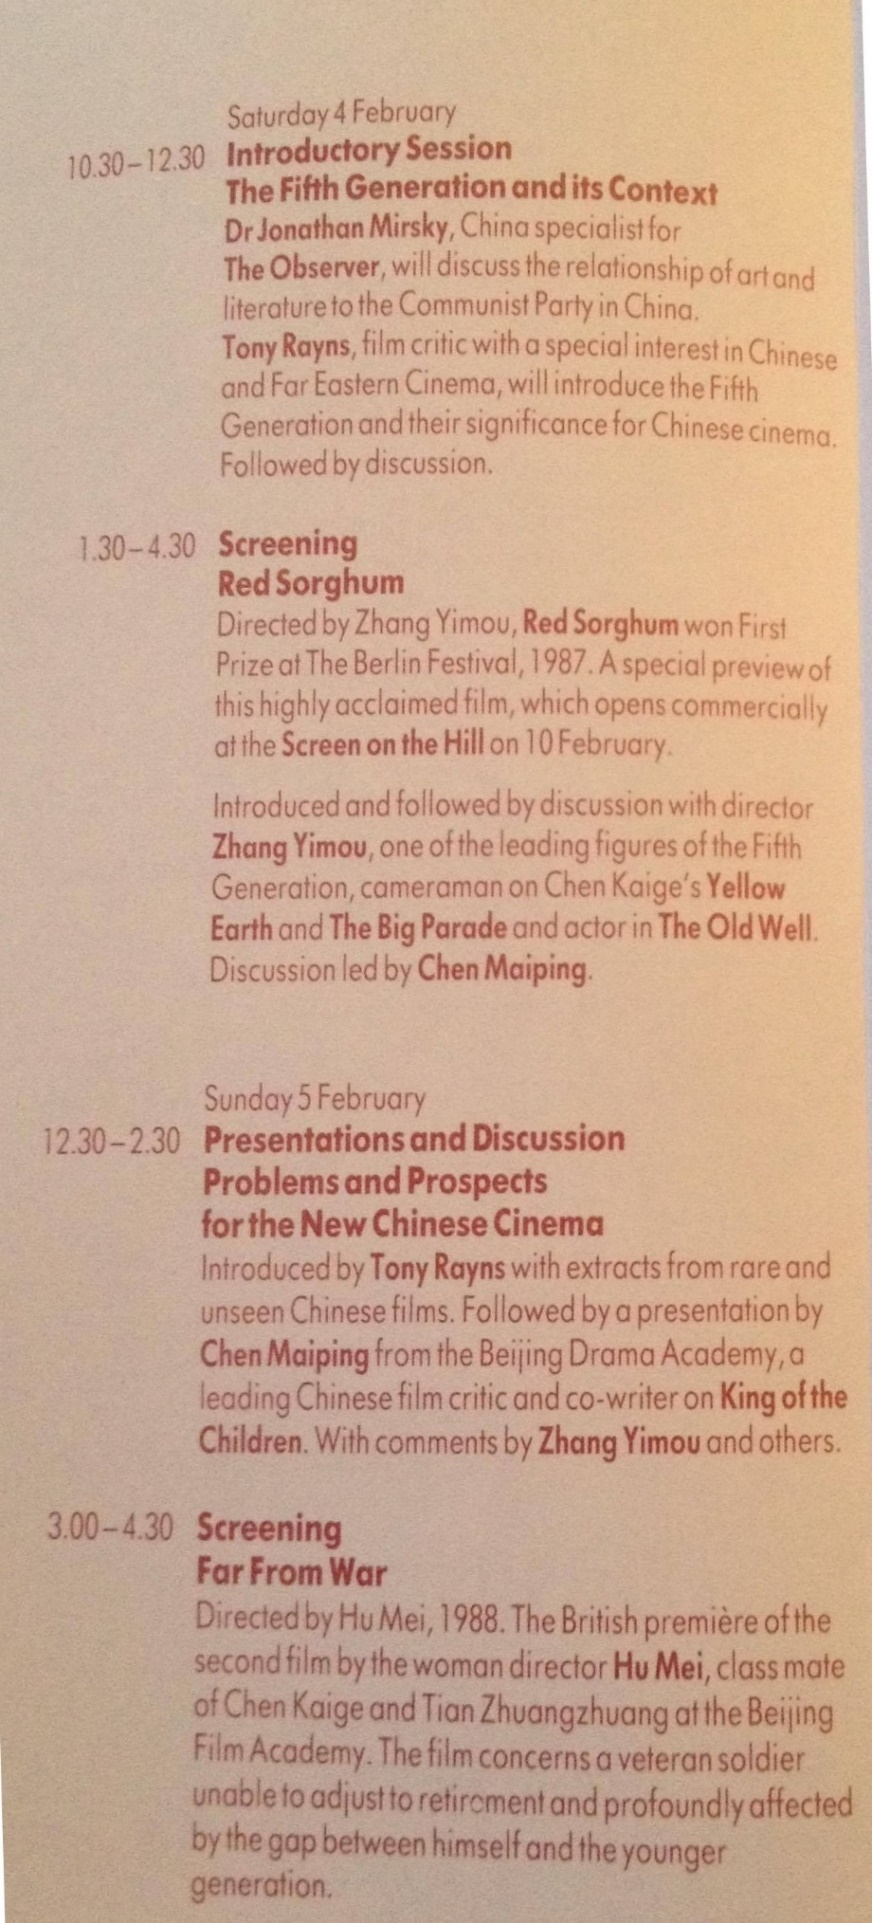 Saturday 4 February
10.30–12.30 Introductory Session
The Fifth Generation and its Context
Dr Jonathan Mirsky, China specialist for
The Observer, will discuss the relationship of art and
literature to the Communist Party in China.
Tony Rayns, film critic with a special interest in Chinese
and Far Eastern Cinema, will introduce the Fifth
Generation and their significance for Chinese cinema.
Followed by discussion.
1.30–4.30 Screening
Red Sorghum
Directed by Zhang Yimou, Red Sorghum won First
Prize at The Berlin Festival, 1987. A special preview of
this highly acclaimed film, which opens commercially
at the Screen on the Hill on 10 February.
Introduced and followed by discussion with director
Zhang Yimou, one of the leading figures of the Fifth
Generation, cameraman on Chen Kaige's Yellow
Earth and The Big Parade and actor in The Old Well.
Discussion led by Chen Maiping.
Sunday 5 February
12.30–2.30 Presentations and Discussion
Problems and Prospects
for the New Chinese Cinema
Introduced by Tony Rayns with extracts from rare and
unseen Chinese films. Followed by a presentation by
Chen Maiping from the Beijing Drama Academy, a
leading Chinese film critic and co-writer on King of the
Children. With comments by Zhang Yimou and others.
3.00–4.30 Screening
Far From War
Directed by Hu Mei, 1988. The British première of the
second film by the woman director Hu Mei, class mate
of Chen Kaige and Tian Zhuangzhuang at the Beijing
Film Academy. The film concerns a veteran soldier
unable to adjust to retirement and profoundly affected
by the gap between himself and the younger
generation.